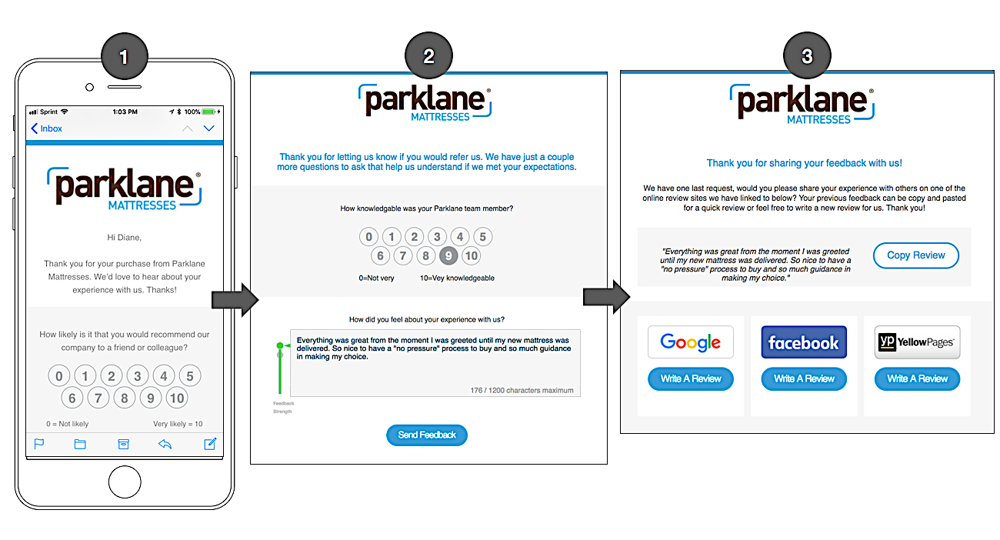 1
Sprint 1:03 PM 100%
Inbox
parklane®
MATTRESSES
Hi Diane,
Thank you for your purchase from Parklane
Mattresses. We'd love to hear about your
experience with us. Thanks!
How likely is it that you would recommend our
company to a friend or colleague?
0 1 2 3 4 5
6 7 8 9 10
0 = Not likely Very likely = 10
2
parklane®
MATTRESSES
Thank you for letting us know if you would refer us. We have just a couple
more questions to ask that help us understand if we met your expectations.
How knowledgable was your Parklane team member?
0 1 2 3 4 5
6 7 8 9 10
0=Not very 10=Vey knowledgeable
How did you feel about your experience with us?
Everything was great from the moment I was greeted until my new mattress was
delivered. So nice to have a "no pressure" process to buy and so much guidance
in making my choice.
176 / 1200 characters maximum
Feedback
Strength
Send Feedback
3
parklane®
MATTRESSES
Thank you for sharing your feedback with us!
We have one last request, would you please share your experience with others on one of the
online review sites we have linked to below? Your previous feedback can be copy and pasted
for a quick review or feel free to write a new review for us. Thank you!
"Everything was great from the moment I was greeted
until my new mattress was delivered. So nice to have a
"no pressure" process to buy and so much guidance in
making my choice."
Copy Review
Google facebook yp YellowPages
Write A Review Write A Review Write A Review